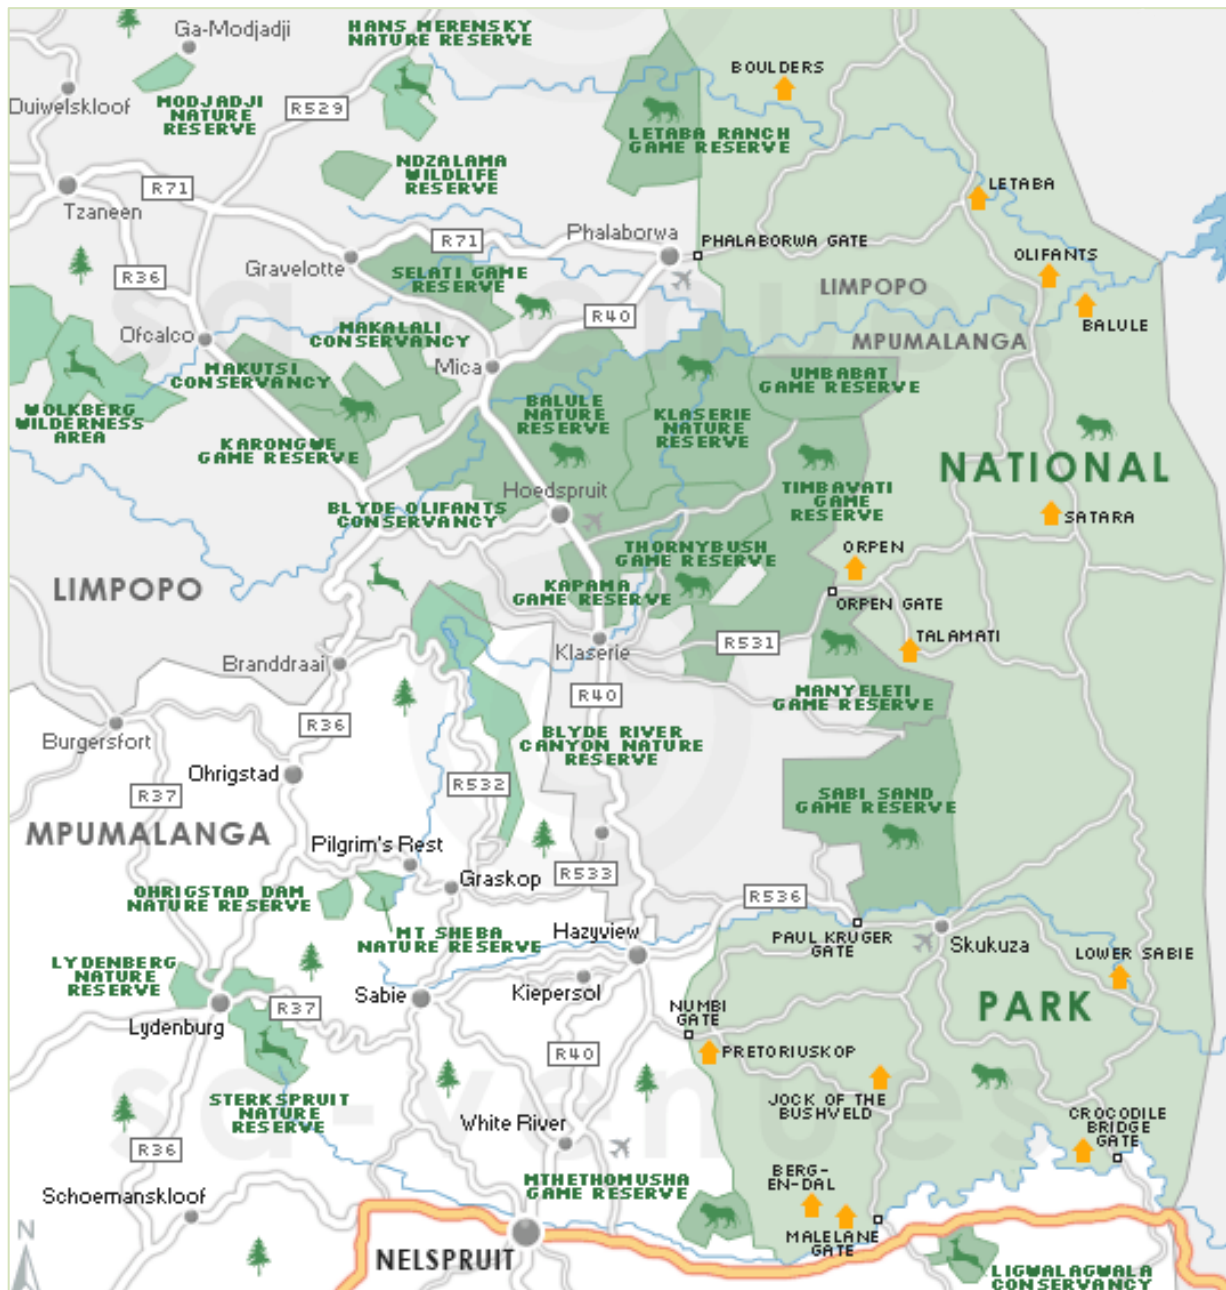 HANS MERENSKY
NATURE RESERVE
Ga-Modjadji
BOULDERS
Duiwelskloof
MODJADJI
NATURE
RESERVE
R529
LETABA RANCH
GAME RESERVE
NDZALAMA
WILDLIFE
RESERVE
R71
LETABA
Tzaneen
Phalaborwa
R71
PHALABORWA GATE
Gravelotte
SELATI GAME
RESERVE
OLIFANTS
R36
LIMPOPO
R40
BALULE
Ofcalco
MAKALALI
CONSERVANCY
MPUMALANGA
MAKUTSI
CONSERVANCY
Mica
UMBABAT
GAME RESERVE
WOLKBERG
WILDERNESS
AREA
BALULE
NATURE
RESERVE
KLASERIE
NATURE
RESERVE
KARONGWE
GAME RESERVE
NATIONAL
Hoedspruit
TIMBAVATI
GAME
RESERVE
BLYDE OLIFANTS
CONSERVANCY
SATARA
THORNYBUSH
GAME RESERVE
ORPEN
LIMPOPO
KAPAMA
GAME RESERVE
ORPEN GATE
TALAMATI
R531
Klaserie
Branddraai
MANYELETI
GAME RESERVE
R40
R36
Burgersfort
BLYDE RIVER
CANYON NATURE
RESERVE
Ohrigstad
R532
R37
SABI SAND
GAME RESERVE
MPUMALANGA
Pilgrim's Rest
Graskop
R533
OHRIGSTAD DAM
NATURE RESERVE
R536
MT SHEBA
NATURE RESERVE
Hazyview
PAUL KRUGER
GATE
Skukuza
LOWER SABIE
LYDENBERG
NATURE
RESERVE
Sabie
Kiepersol
R37
Lydenburg
NUMBI
GATE
PARK
PRETORIUSKOP
R40
JOCK OF THE
BUSHVELD
sa-venues
sa-venues
STERKSPRUIT
NATURE
RESERVE
White River
CROCODILE
BRIDGE
GATE
R36
MTHETHOMUSHA
GAME RESERVE
BERG-
EN-DAL
Schoemanskloof
MALELANE
GATE
N
NELSPRUIT
LIGWALAGWALA
CONSERVANCY